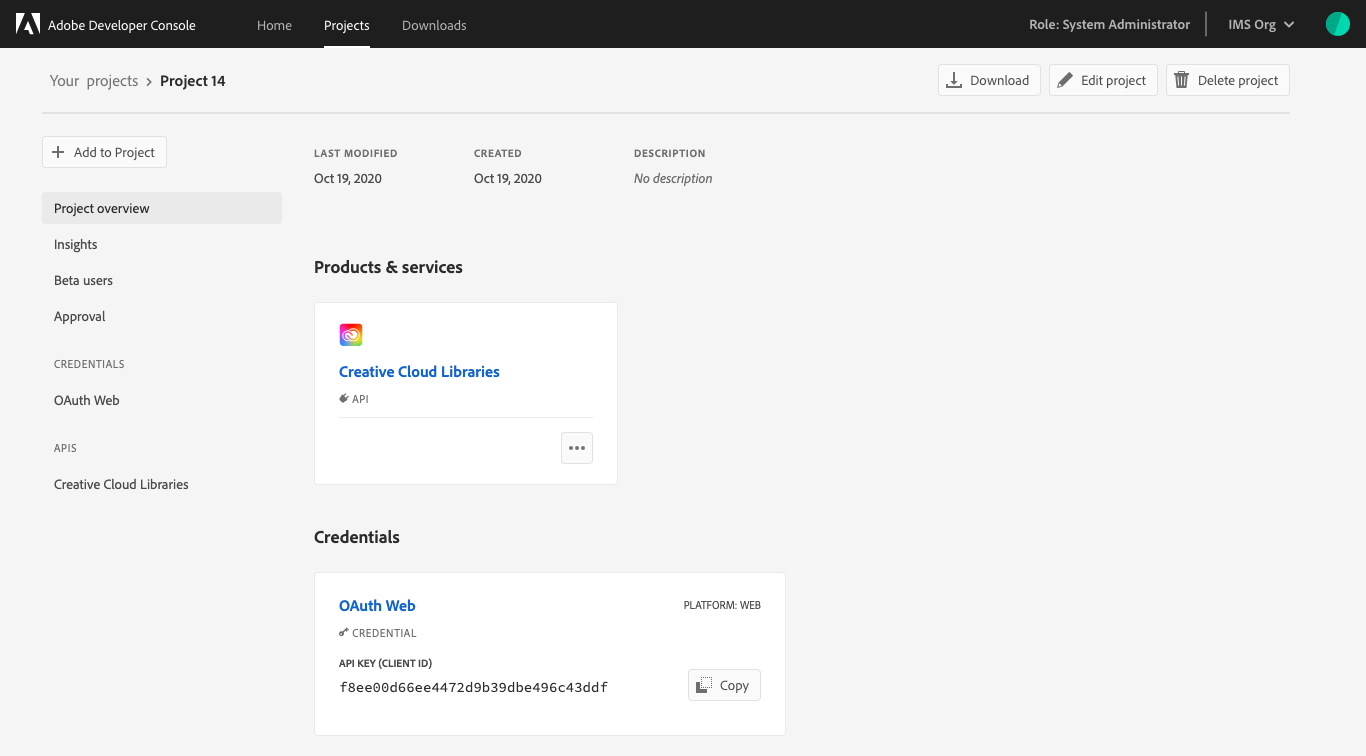 Adobe Developer Console Home Projects Downloads Role: System Administrator IMS Org
Your projects › Project 14 Download Edit project Delete project
Add to Project
Project overview
Insights
Beta users
Approval
CREDENTIALS
OAuth Web
APIS
Creative Cloud Libraries
LAST MODIFIED CREATED DESCRIPTION
Oct 19, 2020 Oct 19, 2020 No description
Products & services
Creative Cloud Libraries
API
Credentials
OAuth Web PLATFORM: WEB
CREDENTIAL
API KEY (CLIENT ID)
f8ee00d66ee4472d9b39dbe496c43ddf Copy